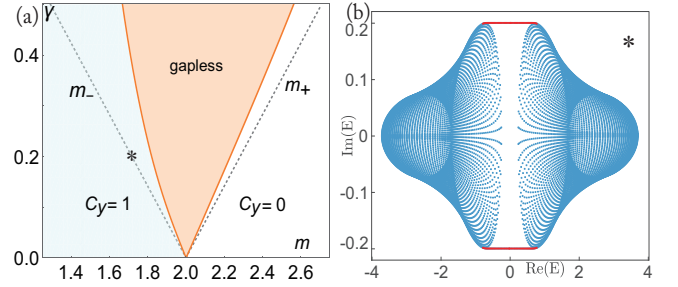 (a)
γ
gapless
m₋
m₊
0.4
0.2
*
C𝑦= 1
C𝑦= 0
m
0.0
1.4 1.6 1.8 2.0 2.2 2.4 2.6
(b)
0.2
*
0.1
Im(E)
0
-0.1
-0.2
-4 -2 0 2 4
Re(E)